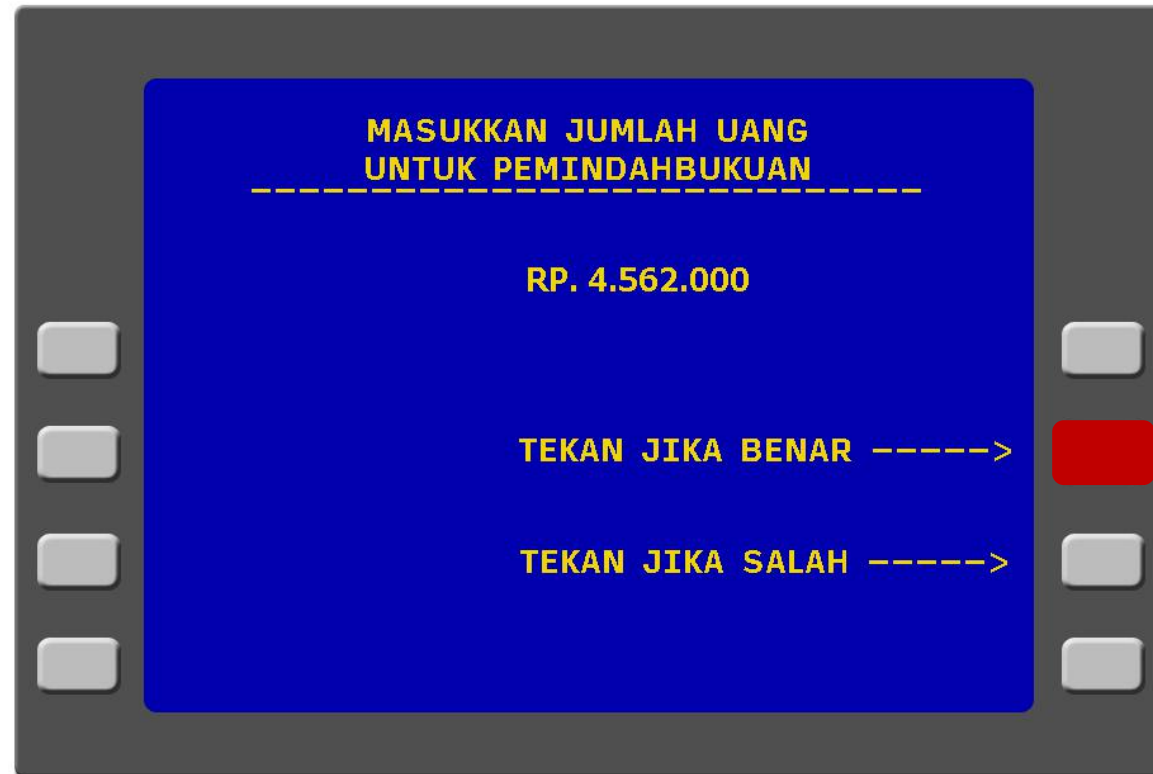 MASUKKAN JUMLAH UANG
UNTUK PEMINDAHBUKUAN
----------------------------
RP. 4.562.000
TEKAN JIKA BENAR ----->
TEKAN JIKA SALAH ----->